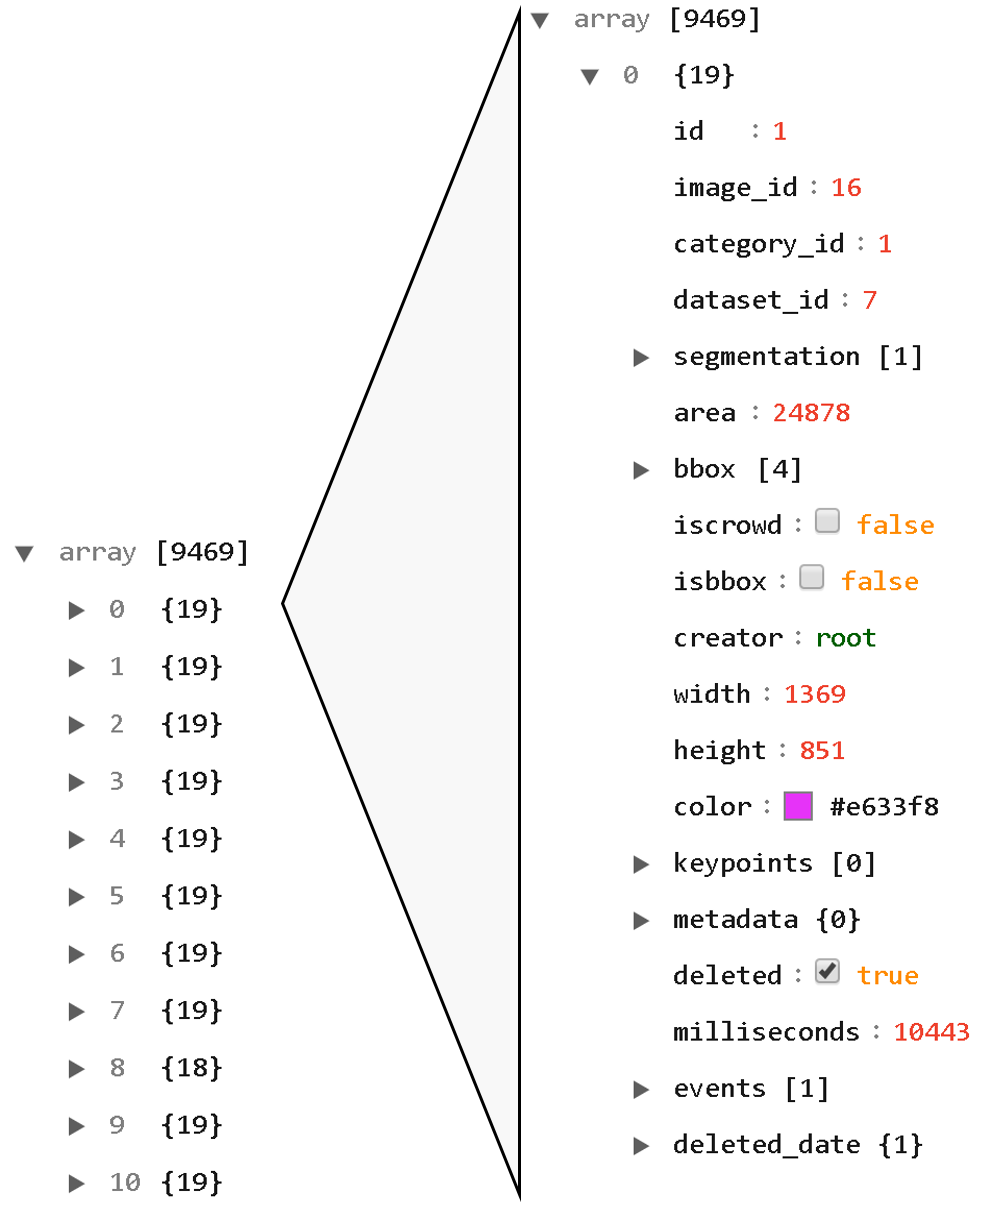 array [9469]
0 {19}
1 {19}
2 {19}
3 {19}
4 {19}
5 {19}
6 {19}
7 {19}
8 {18}
9 {19}
10 {19}
array [9469]
0 {19}
id : 1
image_id : 16
category_id : 1
dataset_id : 7
segmentation [1]
area : 24878
bbox [4]
iscrowd : false
isbbox : false
creator : root
width : 1369
height : 851
color : #e633f8
keypoints [0]
metadata {0}
deleted : true
milliseconds : 10443
events [1]
deleted_date {1}